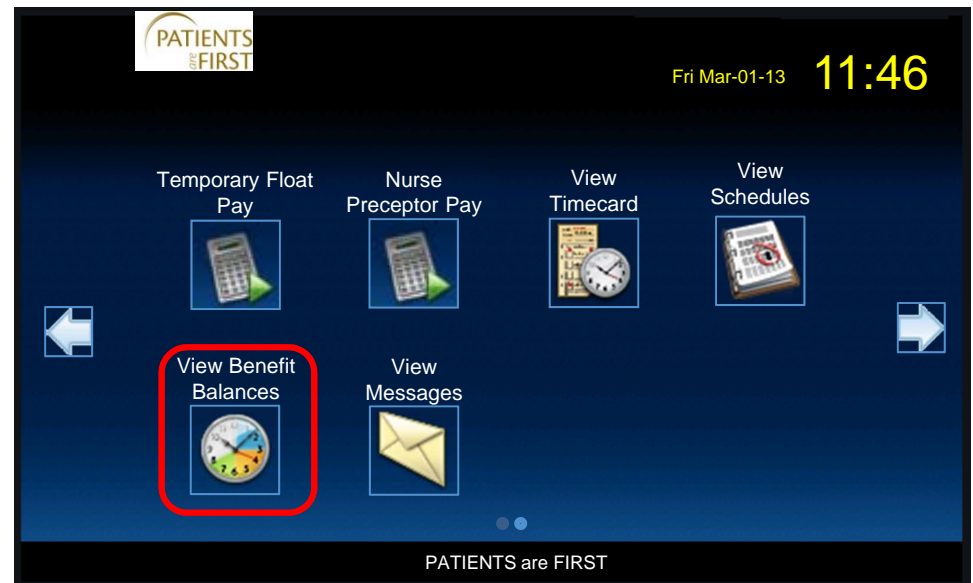 PATIENTS
are FIRST
Fri Mar-01-13 11:46
Temporary Float
Pay
Nurse
Preceptor Pay
View
Timecard
View
Schedules
View Benefit
Balances
View
Messages
PATIENTS are FIRST